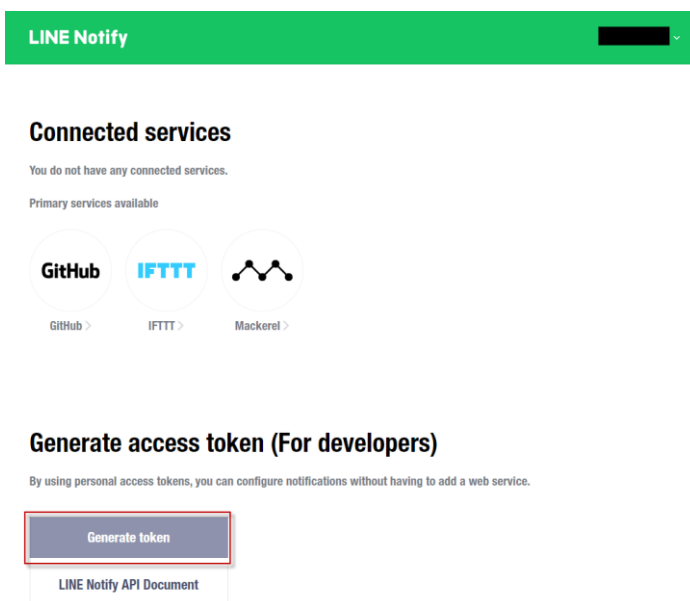 LINE Notify
Connected services
You do not have any connected services.
Primary services available
GitHub IFTTT
GitHub IFTTT Mackerel
Generate access token (For developers)
By using personal access tokens, you can configure notifications without having to add a web service.
Generate token
LINE Notify API Document